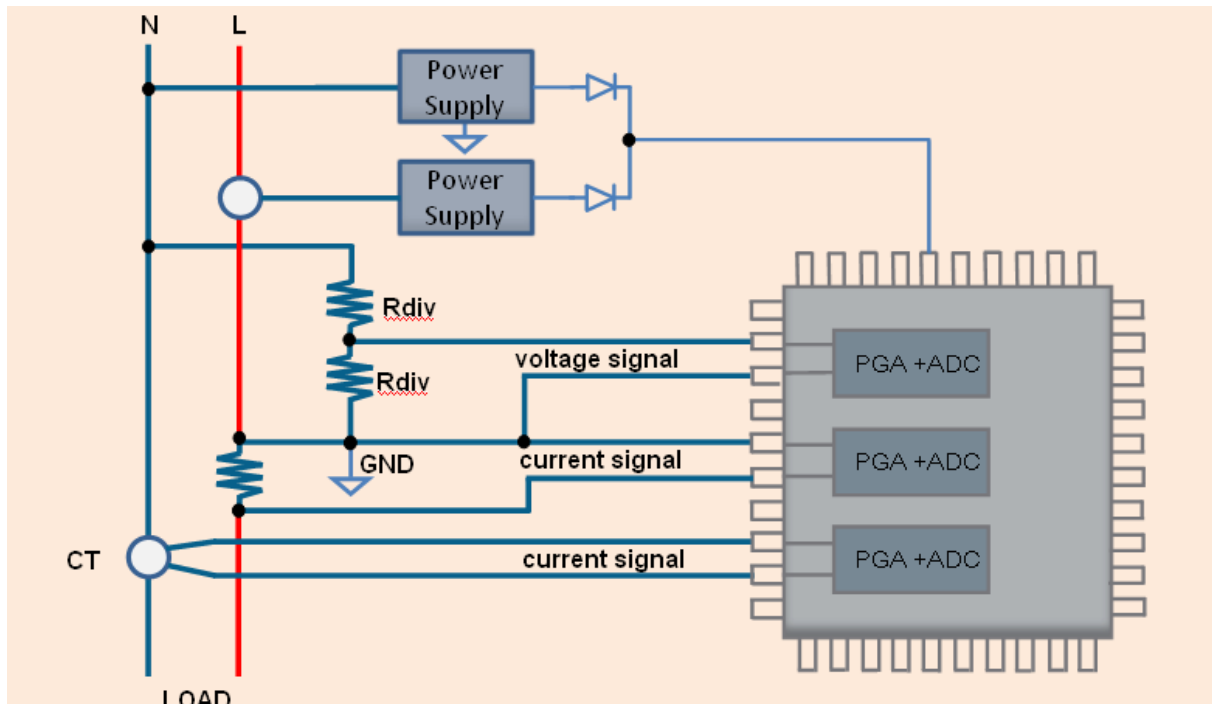 N
L
Power
Supply
Power
Supply
Rdiv
voltage signal
PGA +ADC
Rdiv
GND
current signal
PGA +ADC
CT
current signal
PGA +ADC
LOAD